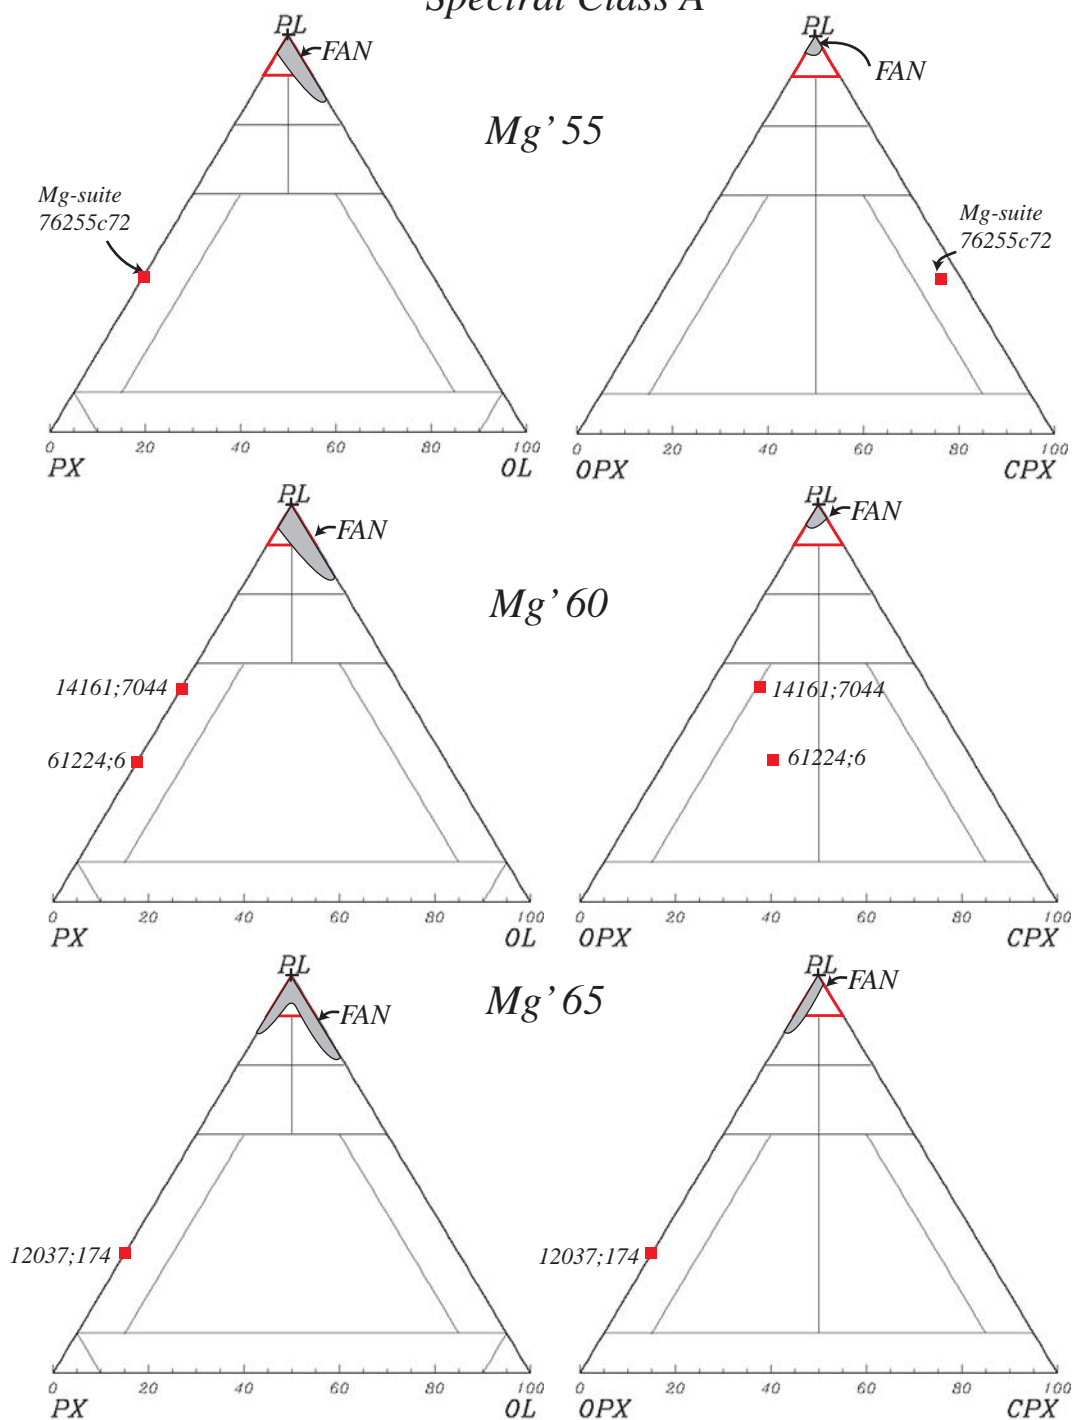 Spectral Class A
PL
FAN
PL
FAN
Mg' 55
Mg-suite
76255c72
Mg-suite
76255c72
0 20 40 60 80 100
PX OL
0 20 40 60 80 100
OPX CPX
PL
FAN
PL
FAN
Mg' 60
14161;7044
14161;7044
61224;6
61224;6
0 20 40 60 80 100
PX OL
0 20 40 60 80 100
OPX CPX
PL
FAN
PL
FAN
Mg' 65
12037;174
12037;174
0 20 40 60 80 100
PX OL
0 20 40 60 80 100
OPX CPX